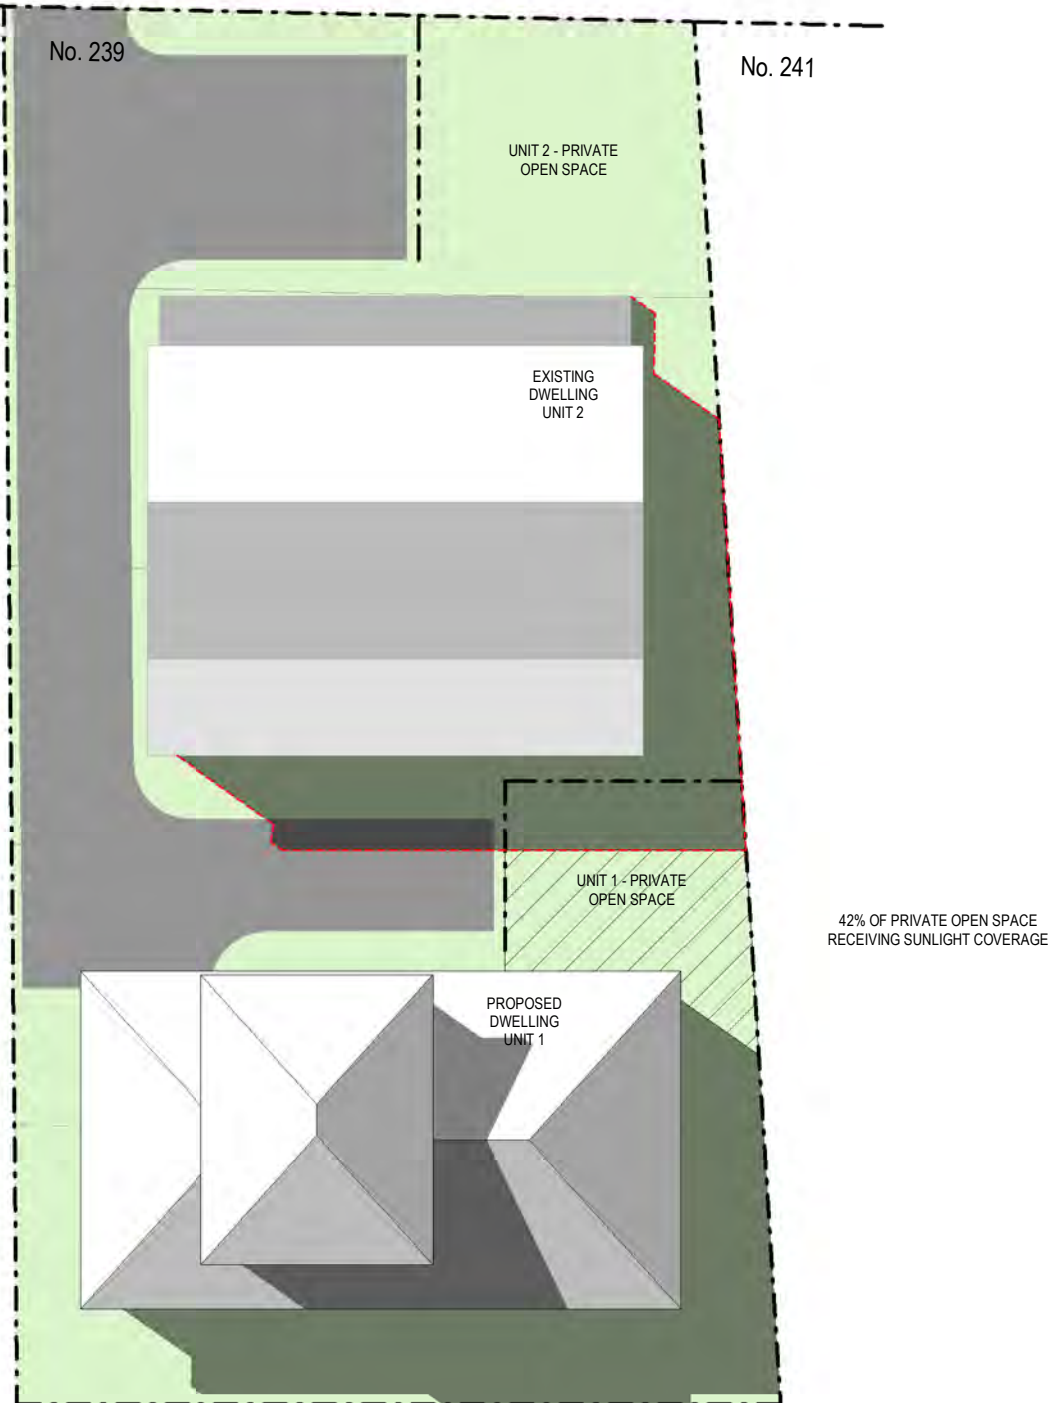 No. 239
No. 241
UNIT 2 - PRIVATE
OPEN SPACE
EXISTING
DWELLING
UNIT 2
UNIT 1 - PRIVATE
OPEN SPACE
42% OF PRIVATE OPEN SPACE
RECEIVING SUNLIGHT COVERAGE
PROPOSED
DWELLING
UNIT 1